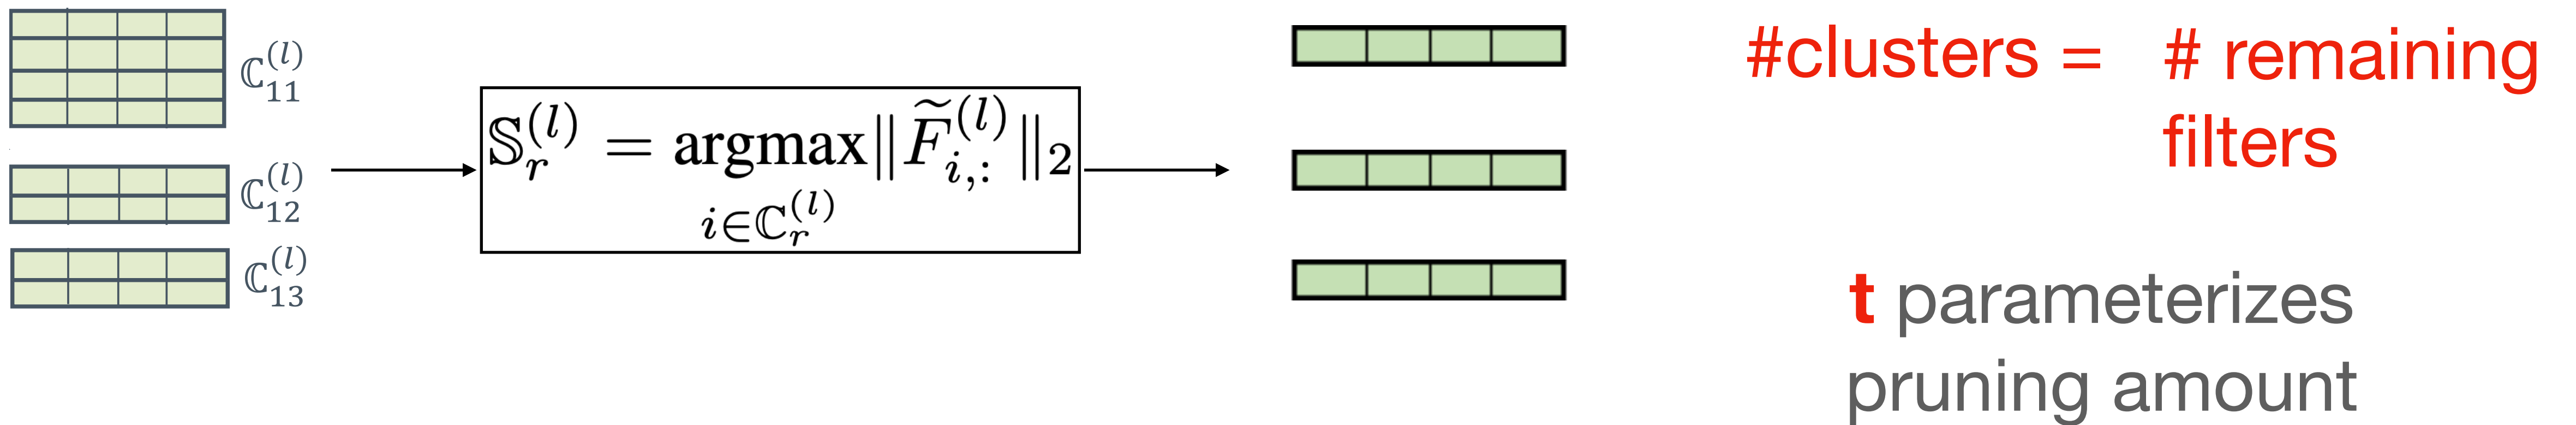 ℂ₁₁⁽ˡ⁾
ℂ₁₂⁽ˡ⁾
ℂ₁₃⁽ˡ⁾
𝕊ᵣ⁽ˡ⁾ = argmax‖F̃ᵢ,:⁽ˡ⁾‖₂
i∈ℂᵣ⁽ˡ⁾
#clusters = # remaining
filters
t parameterizes
pruning amount